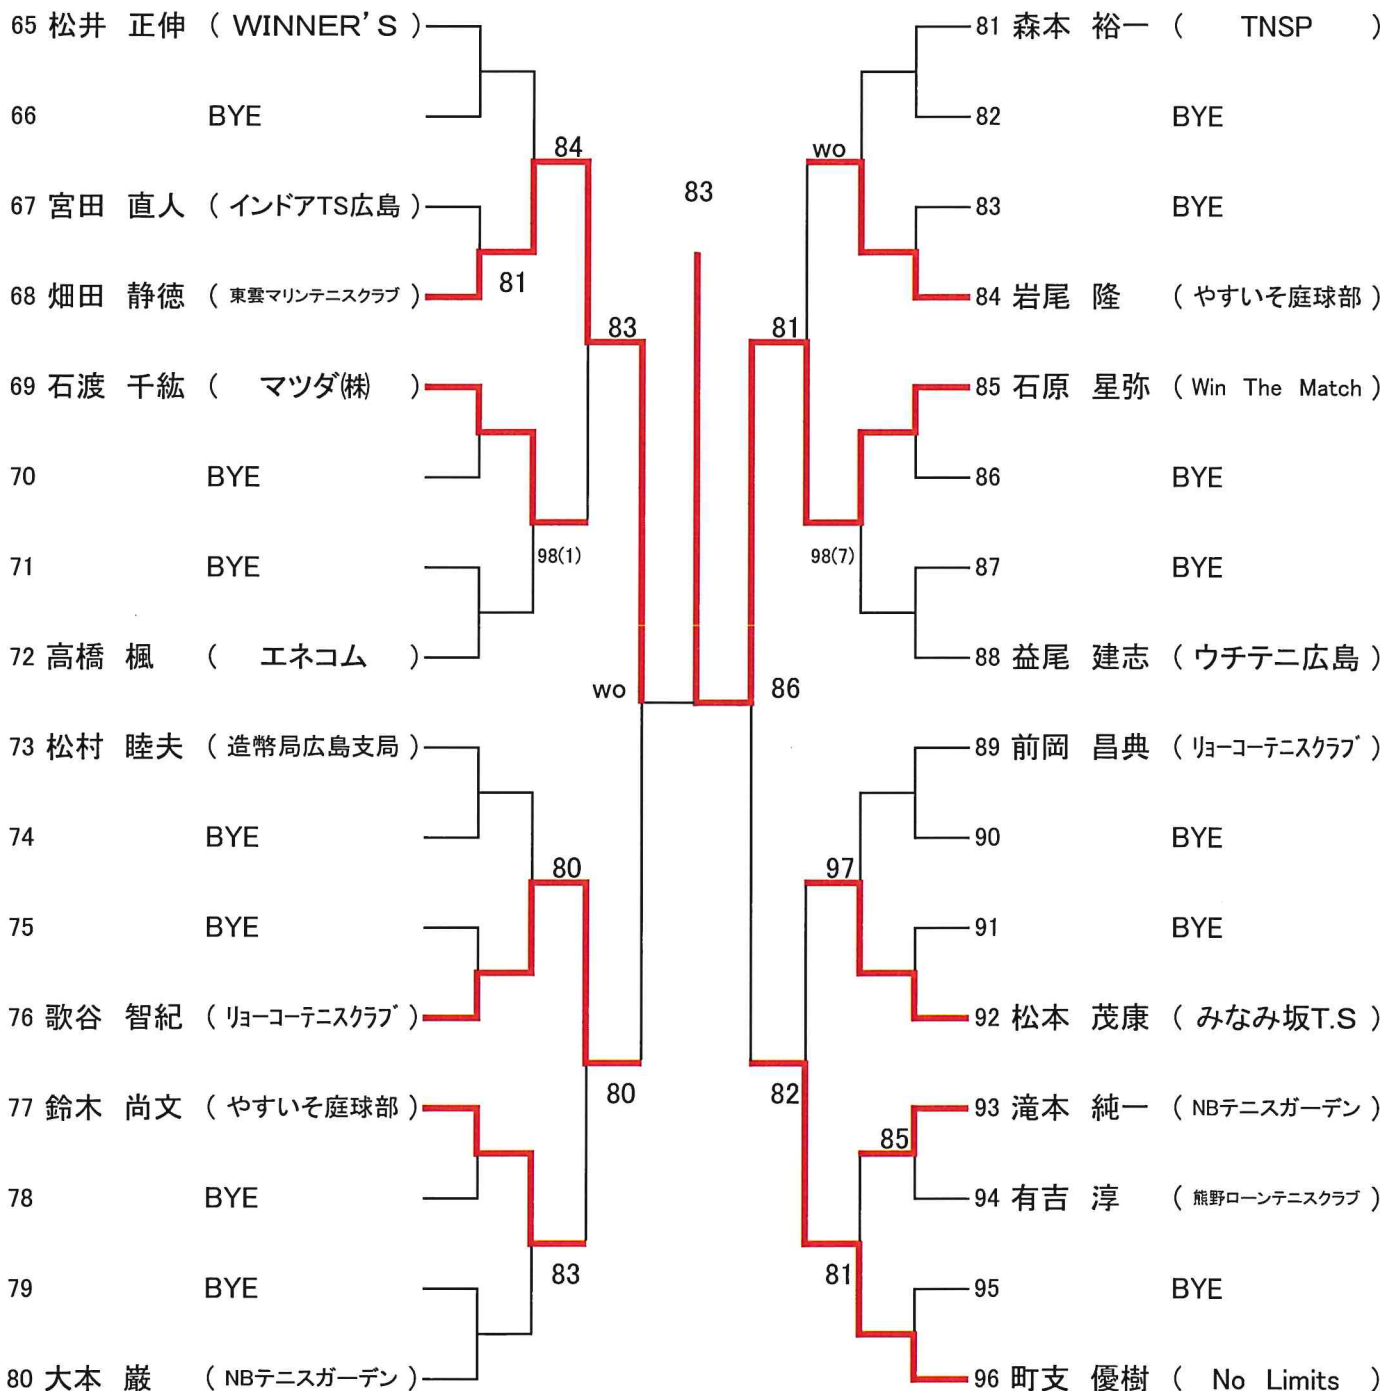 65 松井 正伸 ( WINNER'S )
66 BYE
84
67 宮田 直人 ( インドアTS広島 )
81
68 畑田 静徳 ( 東雲マリンテニスクラブ )
83
69 石渡 千紘 ( マツダ㈱ )
70 BYE
98(1)
71 BYE
72 高橋 楓 ( エネコム )
wo
73 松村 睦夫 ( 造幣局広島支局 )
74 BYE
80
75 BYE
76 歌谷 智紀 ( リョーコーテニスクラブ )
80
77 鈴木 尚文 ( やすいそ庭球部 )
78 BYE
83
79 BYE
80 大本 巌 ( NBテニスガーデン )
83
81 森本 裕一 ( TNSP )
82 BYE
wo
83 BYE
84 岩尾 隆 ( やすいそ庭球部 )
81
85 石原 星弥 ( Win The Match )
86 BYE
98(7)
87 BYE
88 益尾 建志 ( ウチテニ広島 )
86
89 前岡 昌典 ( リョーコーテニスクラブ )
90 BYE
97
91 BYE
92 松本 茂康 ( みなみ坂T.S )
82
93 滝本 純一 ( NBテニスガーデン )
85
94 有吉 淳 ( 熊野ローンテニスクラブ )
81
95 BYE
96 町支 優樹 ( No Limits )